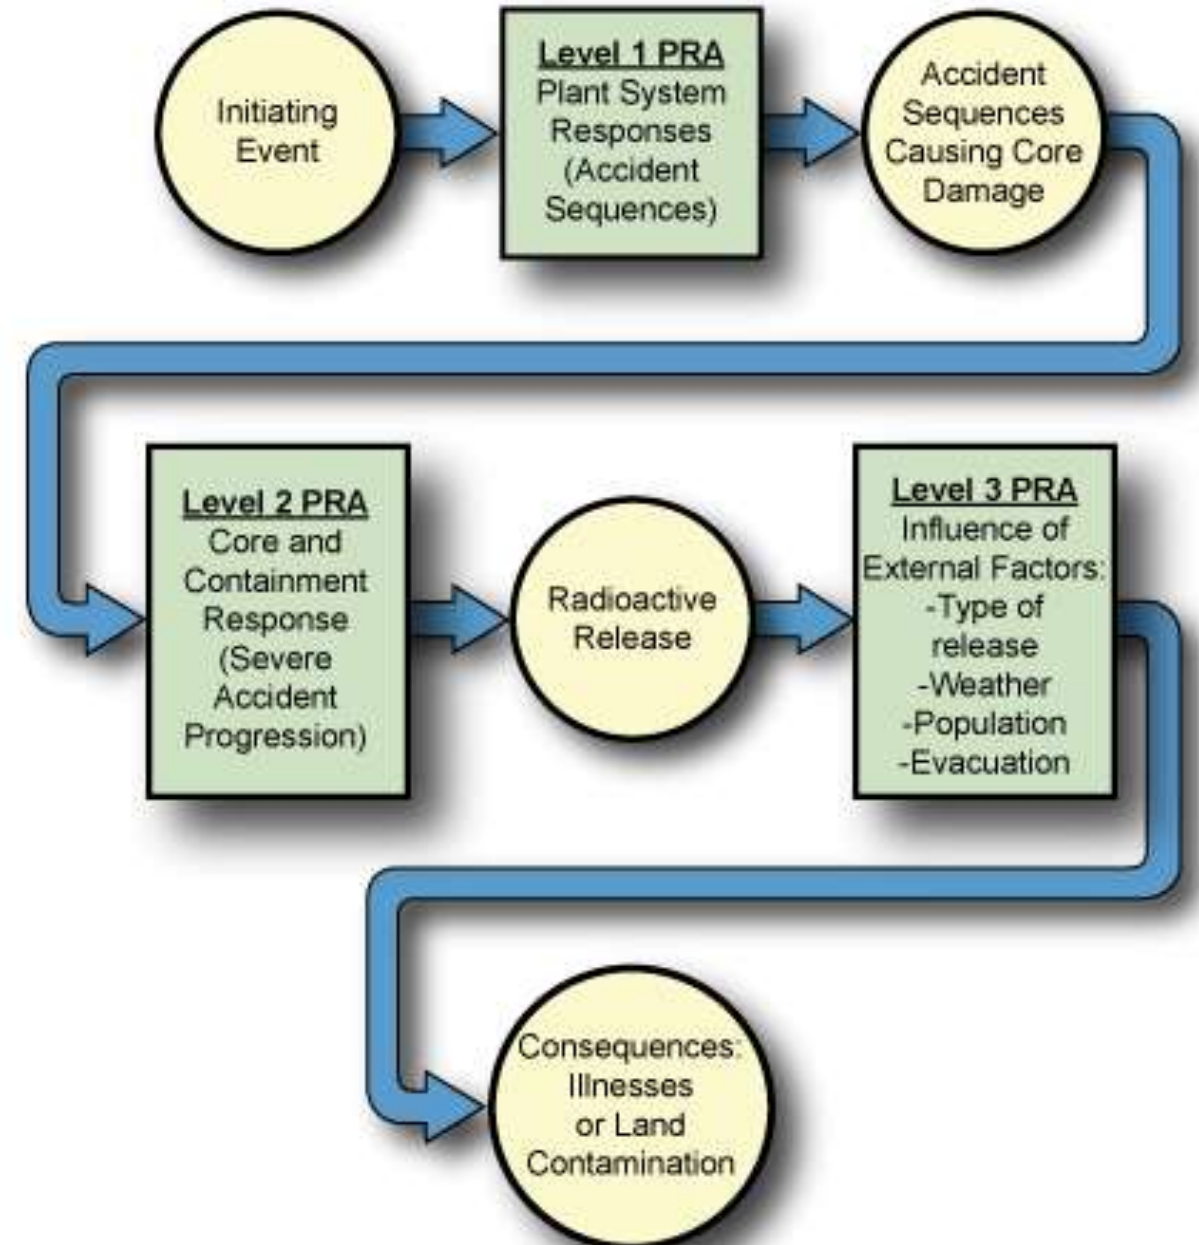 Initiating
Event
Level 1 PRA
Plant System
Responses
(Accident
Sequences)
Accident
Sequences
Causing Core
Damage
Level 2 PRA
Core and
Containment
Response
(Severe
Accident
Progression)
Radioactive
Release
Level 3 PRA
Influence of
External Factors:
-Type of
release
-Weather
-Population
-Evacuation
Consequences:
Illnesses
or Land
Contamination